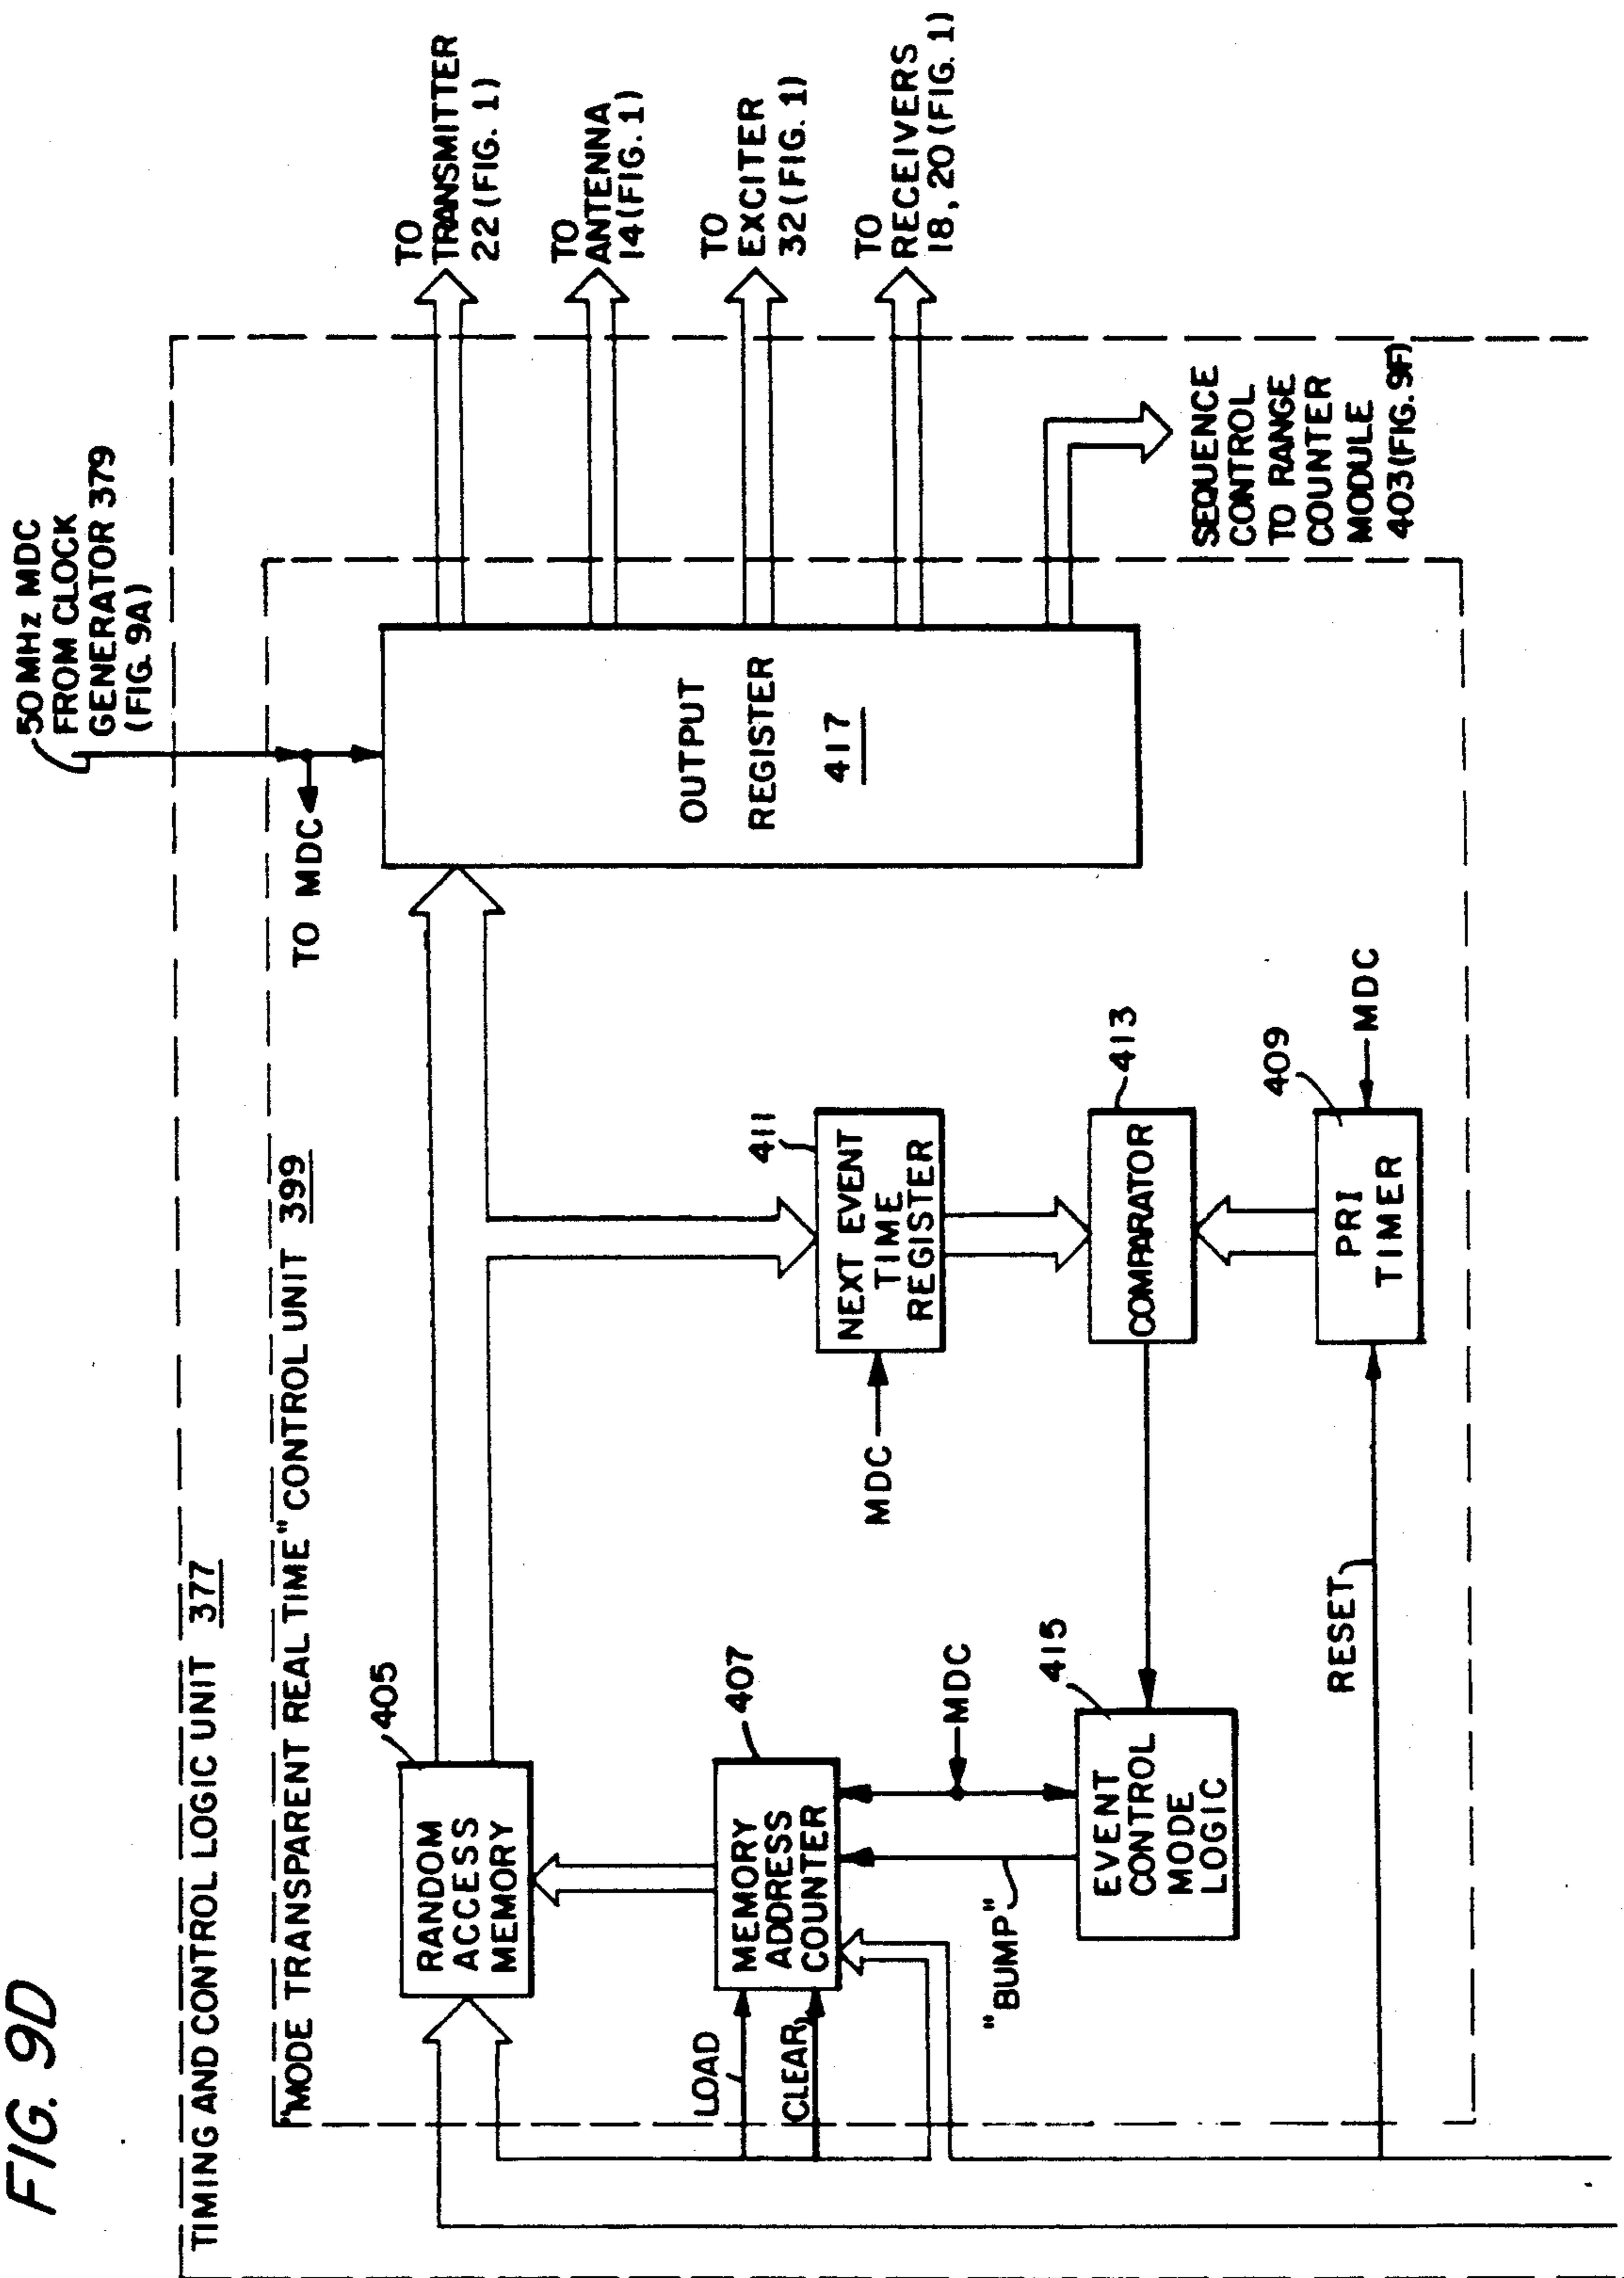 FIG. 9D
TIMING AND CONTROL LOGIC UNIT 377
"MODE TRANSPARENT REAL TIME" CONTROL UNIT 399
50 MHz MDC
FROM CLOCK
GENERATOR 379
(FIG. 9A)
TO MDC
405
RANDOM
ACCESS
MEMORY
LOAD
CLEAR
407
MEMORY
ADDRESS
COUNTER
MDC
"BUMP"
415
EVENT
CONTROL
MODE
LOGIC
RESET
MDC
411
NEXT EVENT
TIME
REGISTER
413
COMPARATOR
409
PRI
TIMER
MDC
OUTPUT
REGISTER
417
TO
TRANSMITTER
22 (FIG. 1)
TO
ANTENNA
14 (FIG. 1)
TO
EXCITER
32 (FIG. 1)
TO
RECEIVERS
18, 20 (FIG. 1)
SEQUENCE
CONTROL
TO RANGE
COUNTER
MODULE
403 (FIG. 9F)